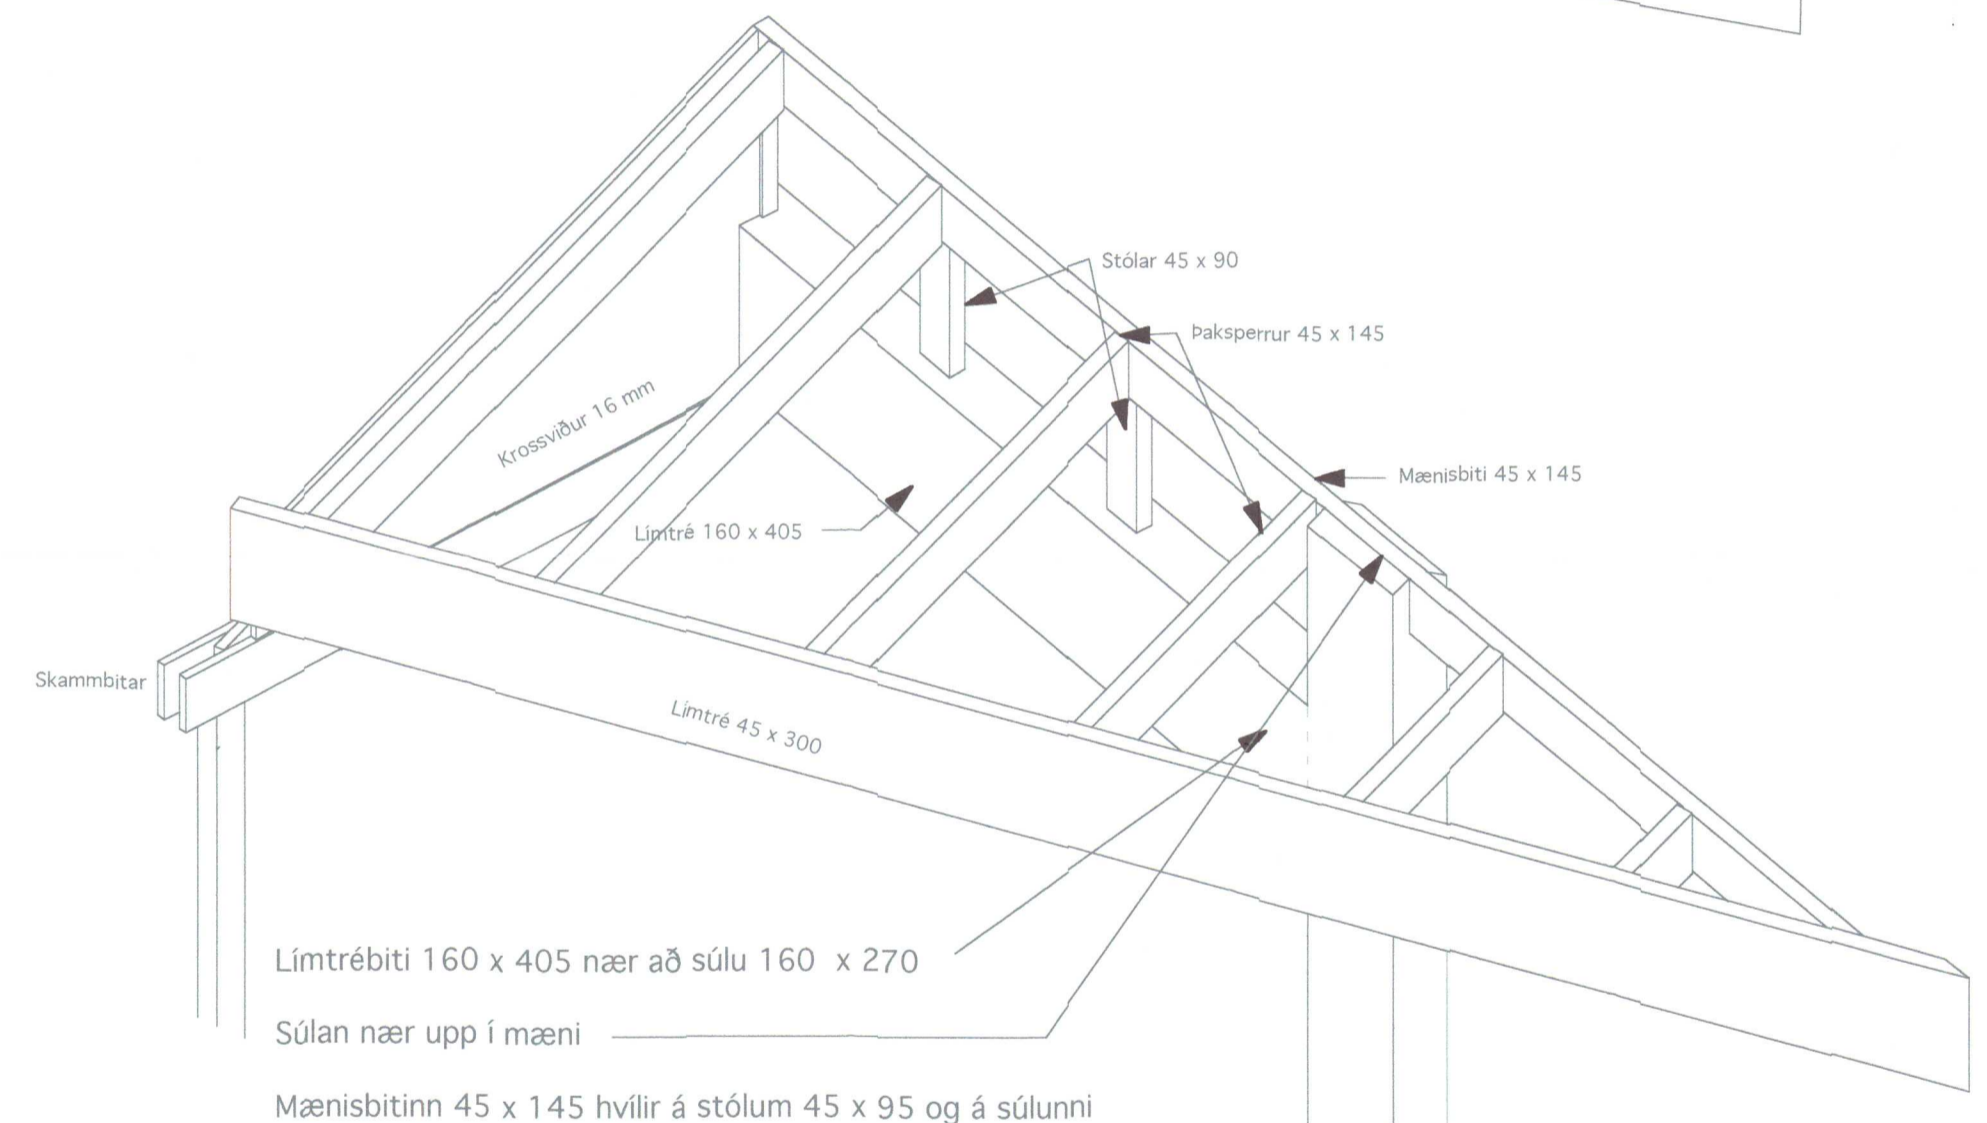 Stólar 45 x 90
Þaksperrur 45 x 145
Krossviður 16 mm
Mænisbiti 45 x 145
Límtré 160 x 405
Skammbitar
Límtré 45 x 300
Límtrébiti 160 x 405 nær að súlu 160 x 270
Súlan nær upp í mæni
Mænisbitinn 45 x 145 hvílir á stólum 45 x 95 og á súlunni